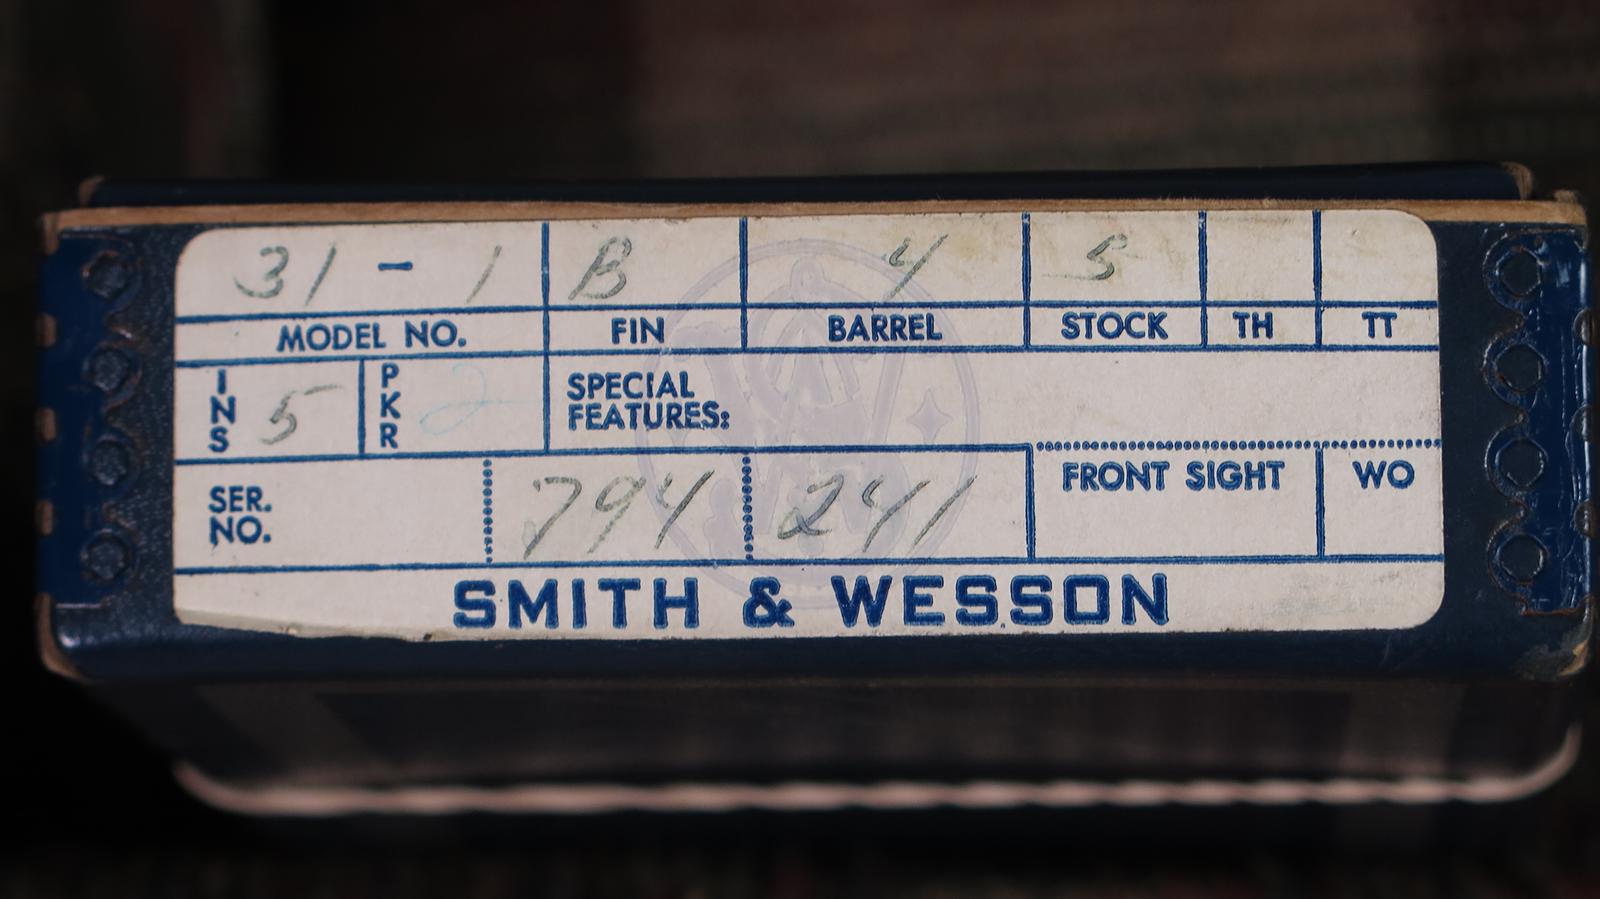 31 - 1 B 4 5
MODEL NO. FIN BARREL STOCK TH TT
INS 5 PKR 2 SPECIAL
FEATURES:
SER. 794 241 FRONT SIGHT WO
NO.
SMITH & WESSON